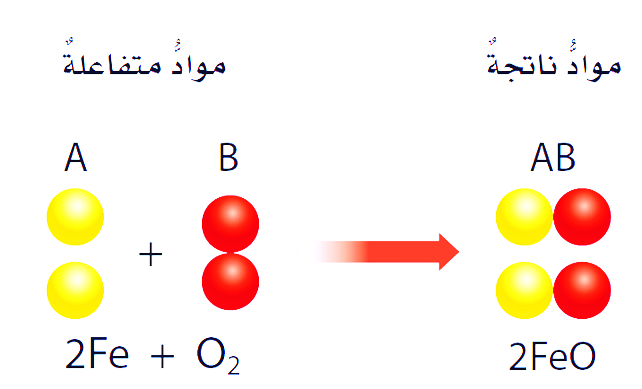 موادُّ متفاعلةٌ
موادُّ ناتجةٌ
A B AB
+
2Fe + O₂ 2FeO